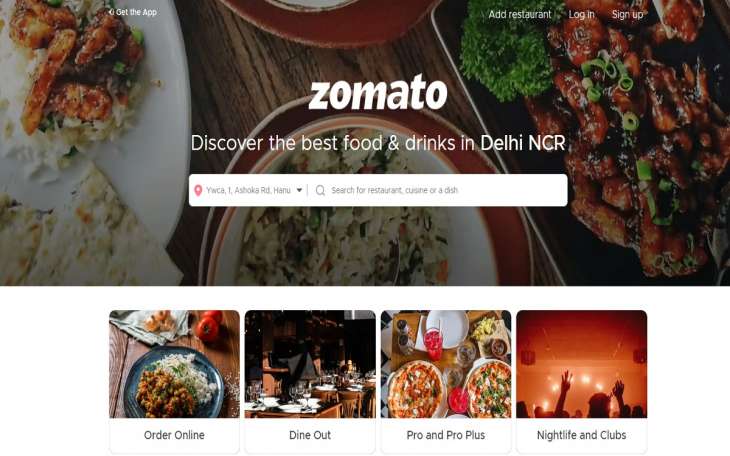 Get the App
Add restaurant Log in Sign up
zomato
Discover the best food & drinks in Delhi NCR
Ywca, 1, Ashoka Rd, Hanu Search for restaurant, cuisine or a dish
Order Online Dine Out Pro and Pro Plus Nightlife and Clubs